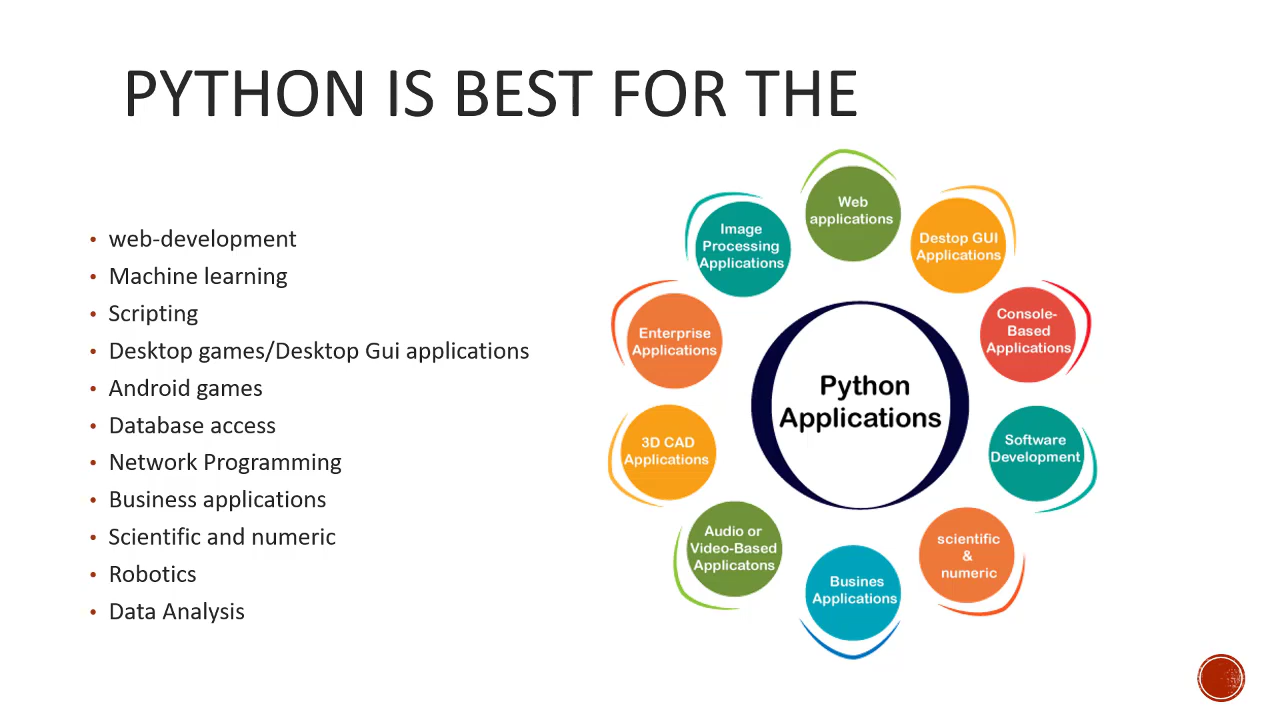 PYTHON IS BEST FOR THE
• web-development
• Machine learning
• Scripting
• Desktop games/Desktop Gui applications
• Android games
• Database access
• Network Programming
• Business applications
• Scientific and numeric
• Robotics
• Data Analysis
Web
applications
Destop GUI
Applications
Console-
Based
Applications
Software
Development
scientific
&
numeric
Busines
Applications
Audio or
Video-Based
Applicatons
3D CAD
Applications
Enterprise
Applications
Image
Processing
Applications
Python
Applications